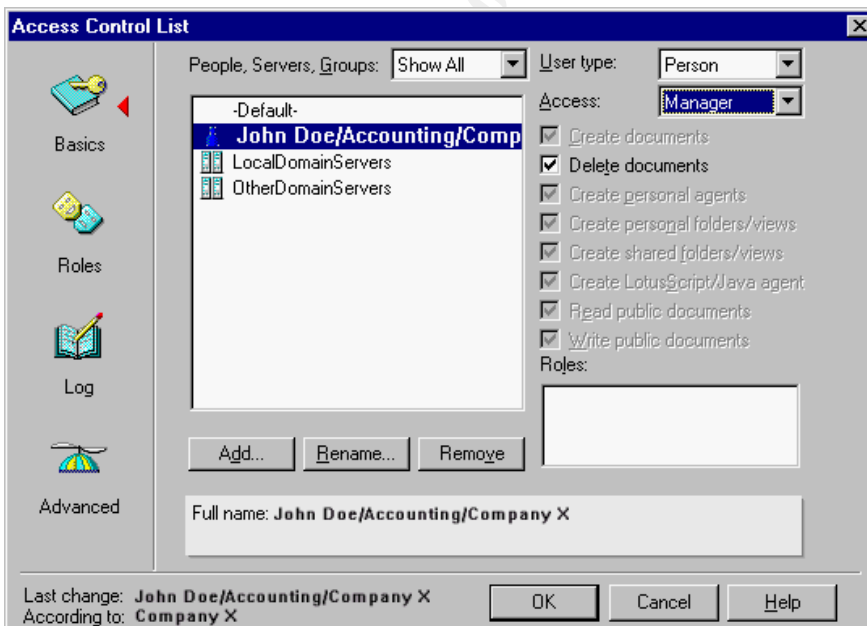 Access Control List
People, Servers, Groups: Show All
User type: Person
Access: Manager
Basics
Roles
Log
Advanced
-Default-
John Doe/Accounting/Comp
LocalDomainServers
OtherDomainServers
Create documents
Delete documents
Create personal agents
Create personal folders/views
Create shared folders/views
Create LotusScript/Java agent
Read public documents
Write public documents
Roles:
Add... Rename... Remove
Full name: John Doe/Accounting/Company X
Last change: John Doe/Accounting/Company X
According to: Company X
OK Cancel Help